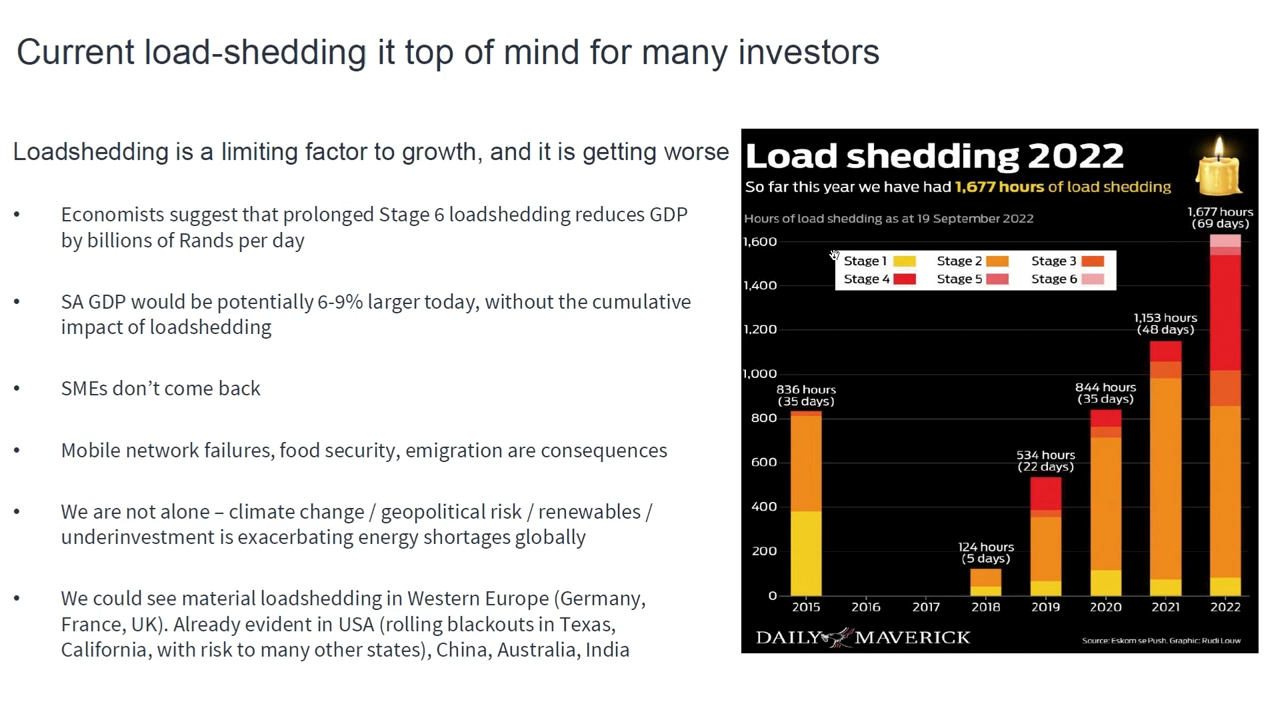 Current load-shedding it top of mind for many investors
Loadshedding is a limiting factor to growth, and it is getting worse
• Economists suggest that prolonged Stage 6 loadshedding reduces GDP
by billions of Rands per day
• SA GDP would be potentially 6-9% larger today, without the cumulative
impact of loadshedding
• SMEs don’t come back
• Mobile network failures, food security, emigration are consequences
• We are not alone – climate change / geopolitical risk / renewables /
underinvestment is exacerbating energy shortages globally
• We could see material loadshedding in Western Europe (Germany,
France, UK). Already evident in USA (rolling blackouts in Texas,
California, with risk to many other states), China, Australia, India
Load shedding 2022
So far this year we have had 1,677 hours of load shedding
Hours of load shedding as at 19 September 2022
1,677 hours
(69 days)
1,600
Stage 1 Stage 2 Stage 3
Stage 4 Stage 5 Stage 6
1,400
1,153 hours
(48 days)
1,200
1,000
836 hours
(35 days)
844 hours
(35 days)
800
534 hours
(22 days)
600
400
124 hours
(5 days)
200
0
2015 2016 2017 2018 2019 2020 2021 2022
DAILY MAVERICK
Source: Eskom se Push. Graphic: Rudi Louw